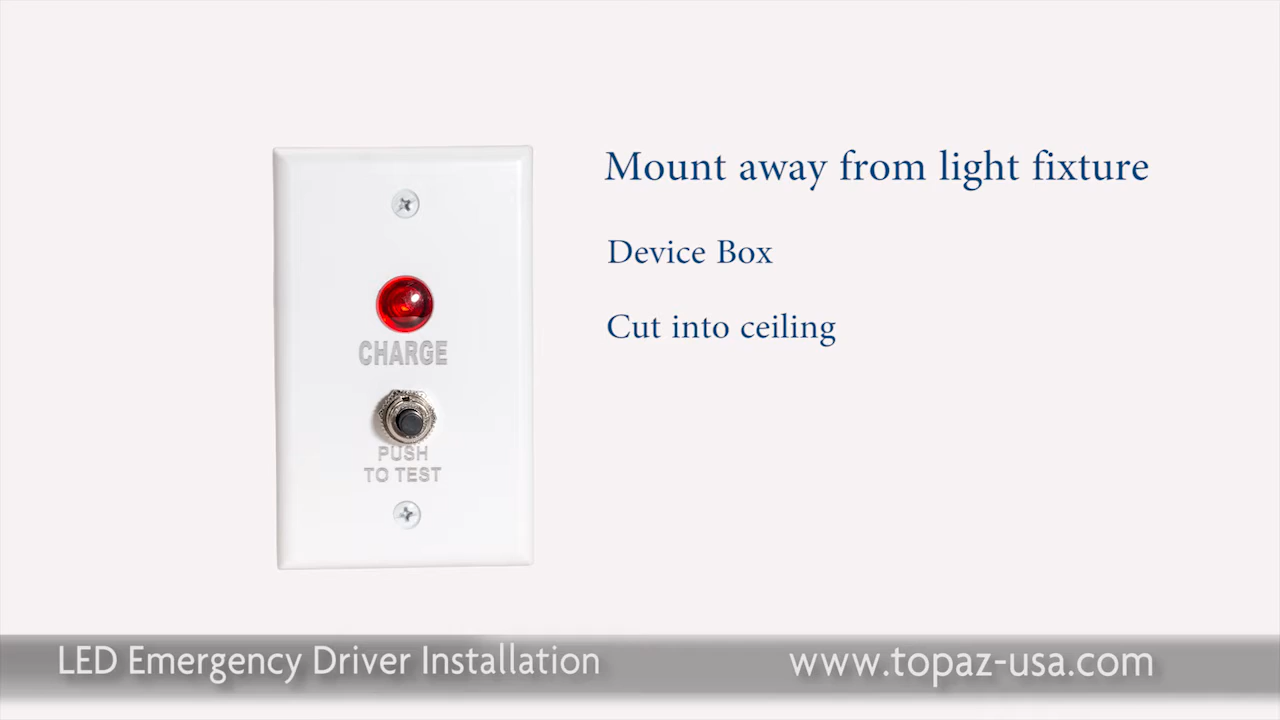 Mount away from light fixture
Device Box
Cut into ceiling
CHARGE
PUSH
TO TEST
LED Emergency Driver Installation
www.topaz-usa.com